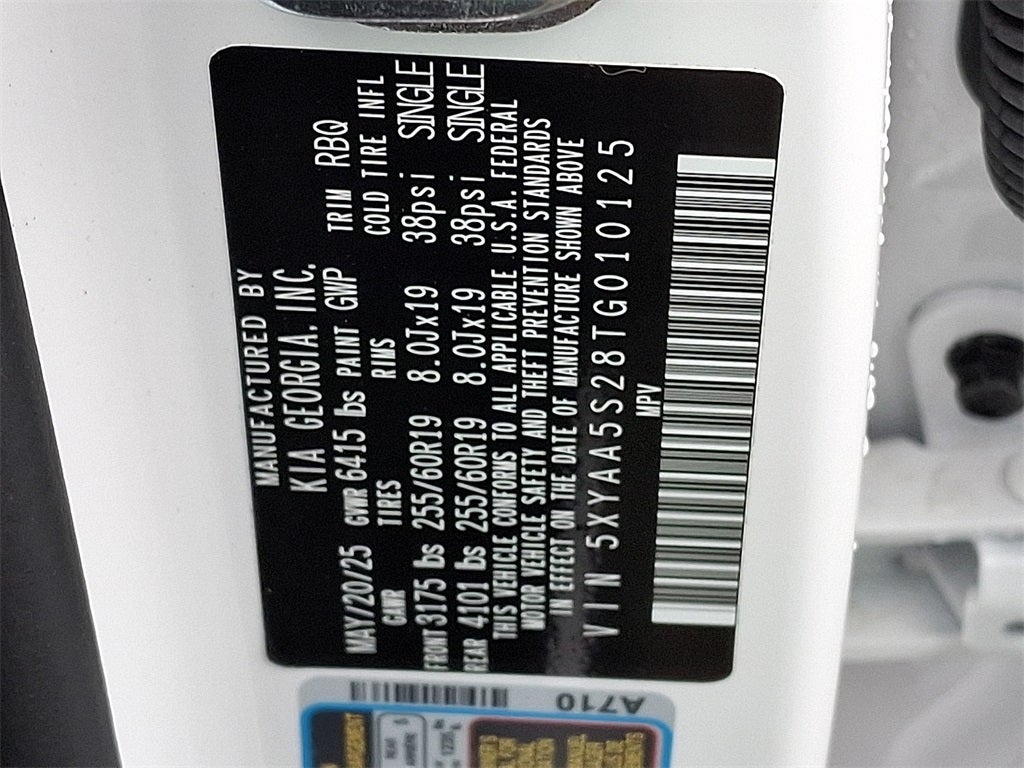 MANUFACTURED BY
KIA GEORGIA. INC.
MAY/20/25 GVWR 6415 lbs PAINT GWP TRIM RBQ
GAWR TIRES RIMS COLD TIRE INFL
FRONT 3175 lbs 255/60R19 8.0Jx19 38psi SINGLE
REAR 4101 lbs 255/60R19 8.0Jx19 38psi SINGLE
THIS VEHICLE CONFORMS TO ALL APPLICABLE U.S.A. FEDERAL
MOTOR VEHICLE SAFETY AND THEFT PREVENTION STANDARDS
IN EFFECT ON THE DATE OF MANUFACTURE SHOWN ABOVE
VIN 5XYAA5S28TG010125
MPV
A710